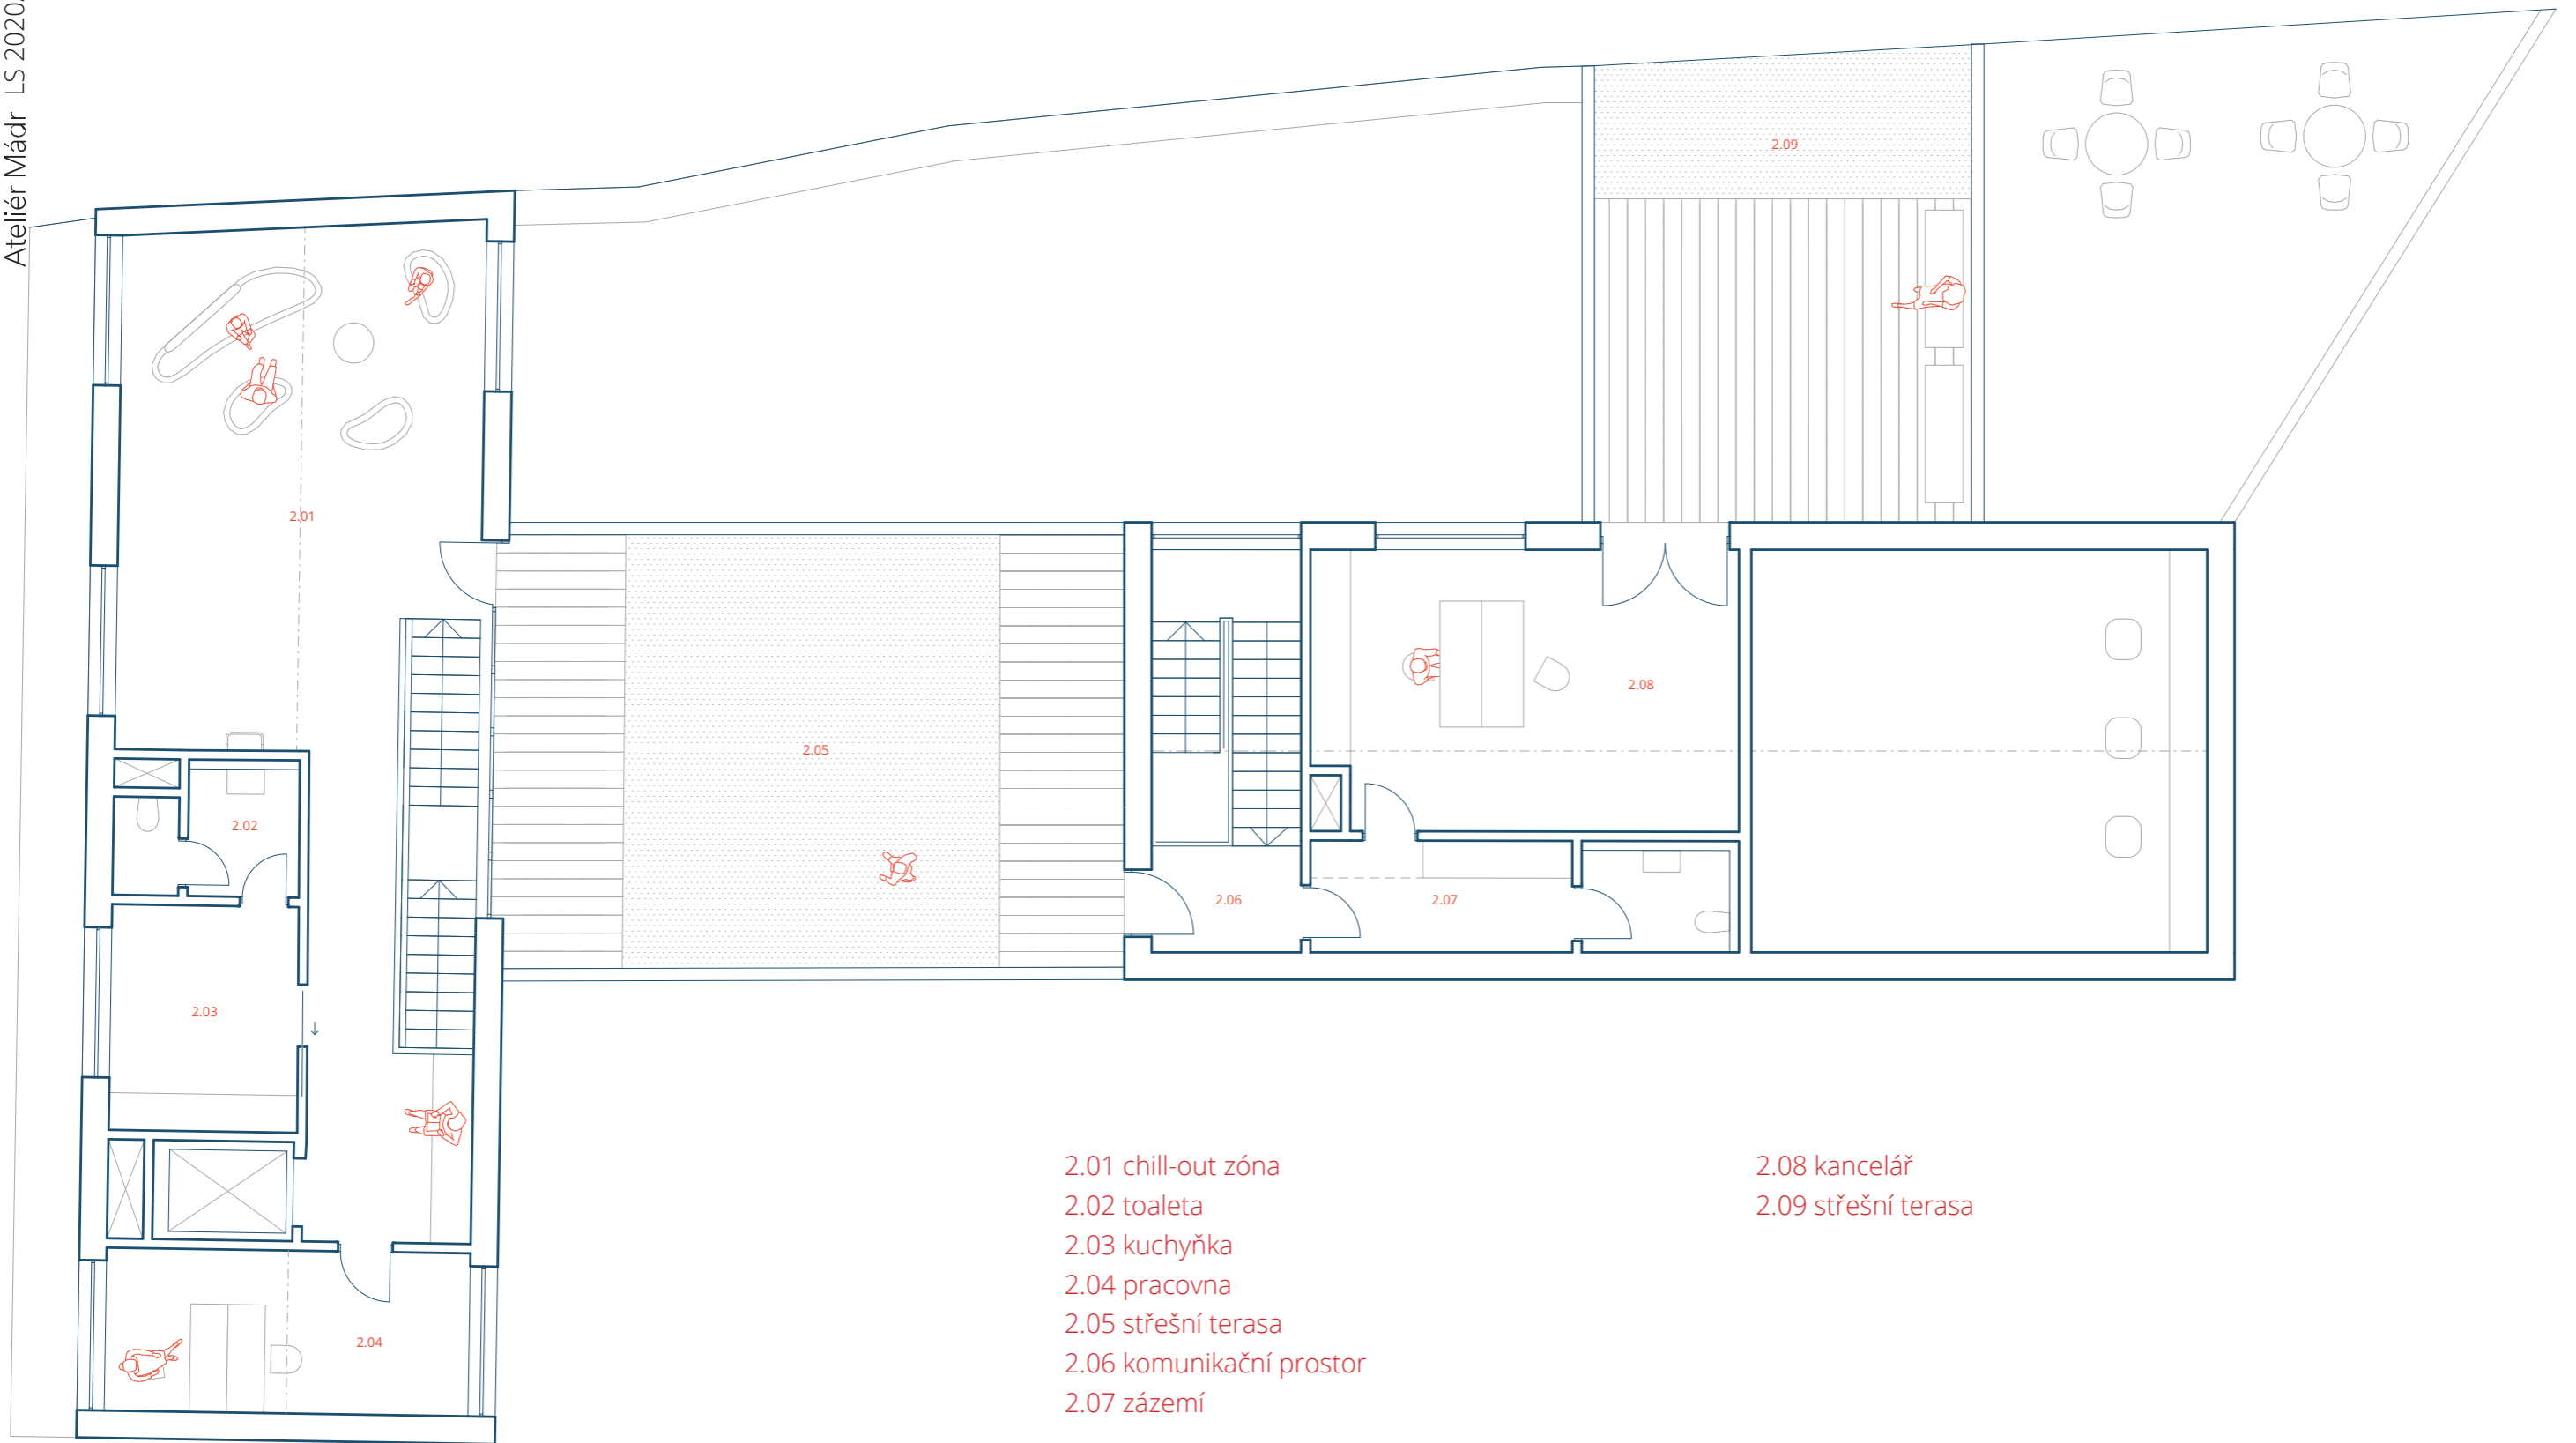 Ateliér Mádr LS 2020
2.09
2.01
2.08
2.05
2.02
2.06
2.07
2.03
2.04
2.01 chill-out zóna
2.02 toaleta
2.03 kuchyňka
2.04 pracovna
2.05 střešní terasa
2.06 komunikační prostor
2.07 zázemí
2.08 kancelář
2.09 střešní terasa